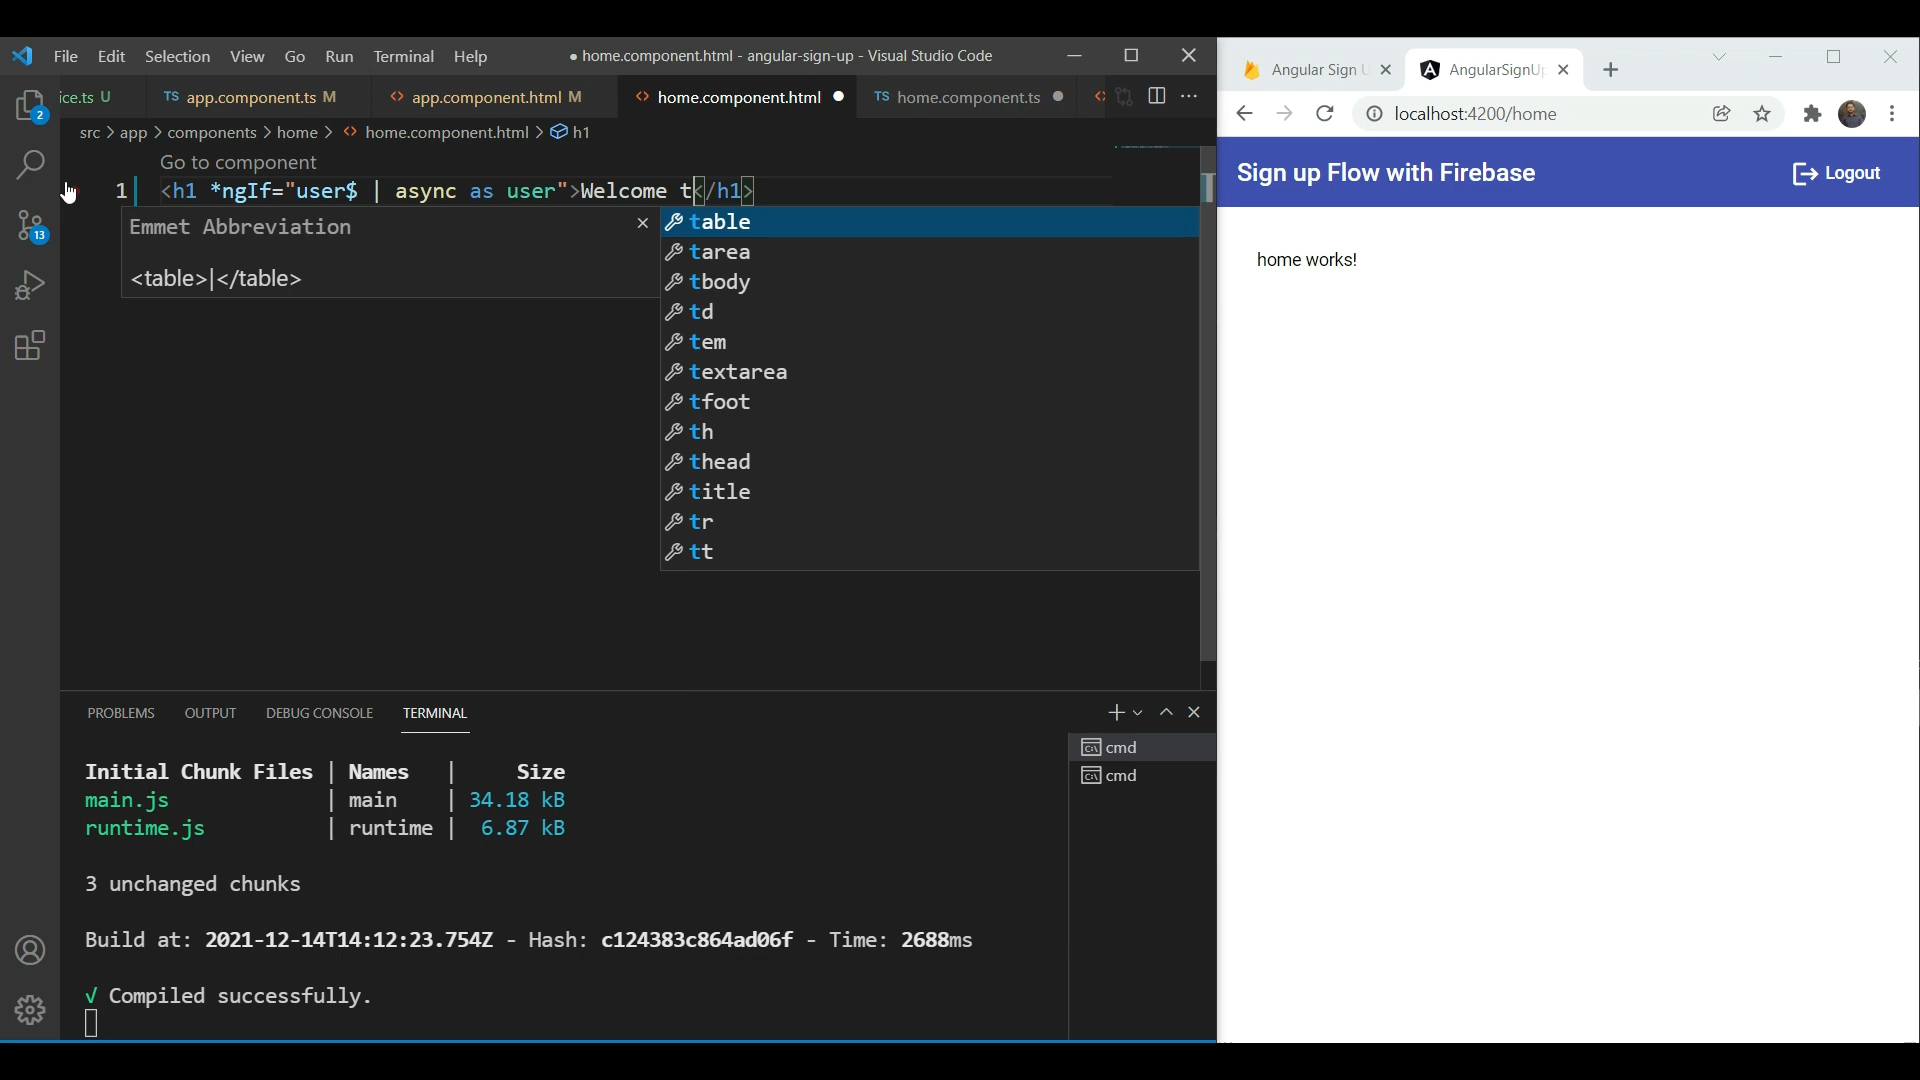 File Edit Selection View Go Run Terminal Help ● home.component.html - angular-sign-up - Visual Studio Code
ice.ts U TS app.component.ts M <> app.component.html M <> home.component.html ● TS home.component.ts ● <> ...
src > app > components > home > <> home.component.html > h1
Go to component
1 <h1 *ngIf="user$ | async as user">Welcome t</h1>
Emmet Abbreviation
<table>|</table>
table
tarea
tbody
td
tem
textarea
tfoot
th
thead
title
tr
tt
2
13
PROBLEMS OUTPUT DEBUG CONSOLE TERMINAL
cmd
cmd
Initial Chunk Files | Names | Size
main.js | main | 34.18 kB
runtime.js | runtime | 6.87 kB
3 unchanged chunks
Build at: 2021-12-14T14:12:23.754Z - Hash: c124383c864ad06f - Time: 2688ms
√ Compiled successfully.
Angular Sign U AngularSignUp
localhost:4200/home
Sign up Flow with Firebase Logout
home works!